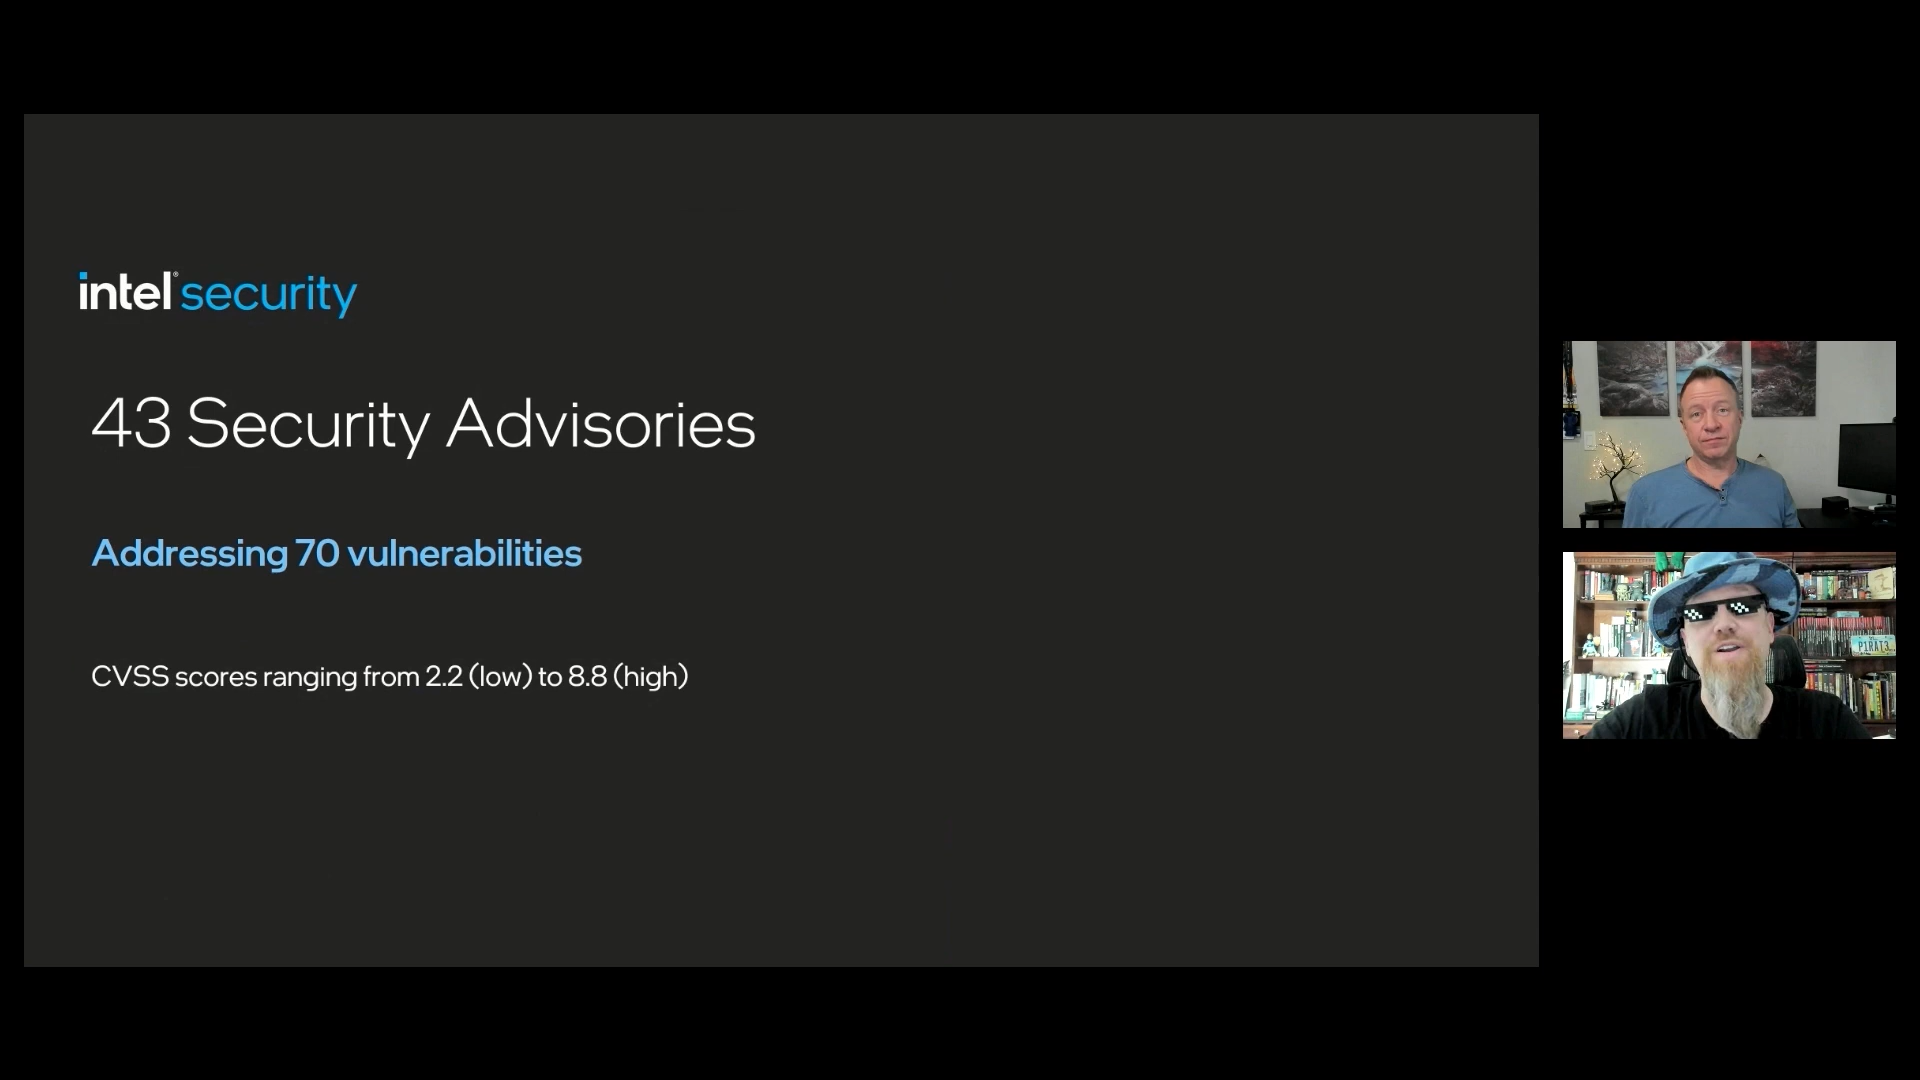 intel® security
43 Security Advisories
Addressing 70 vulnerabilities
CVSS scores ranging from 2.2 (low) to 8.8 (high)
P1RAT3